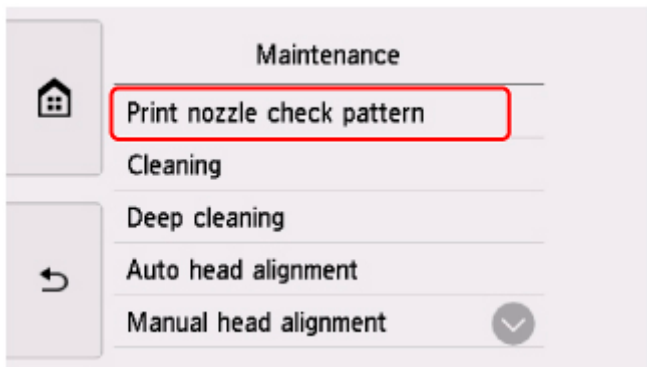 Maintenance
Print nozzle check pattern
Cleaning
Deep cleaning
Auto head alignment
Manual head alignment